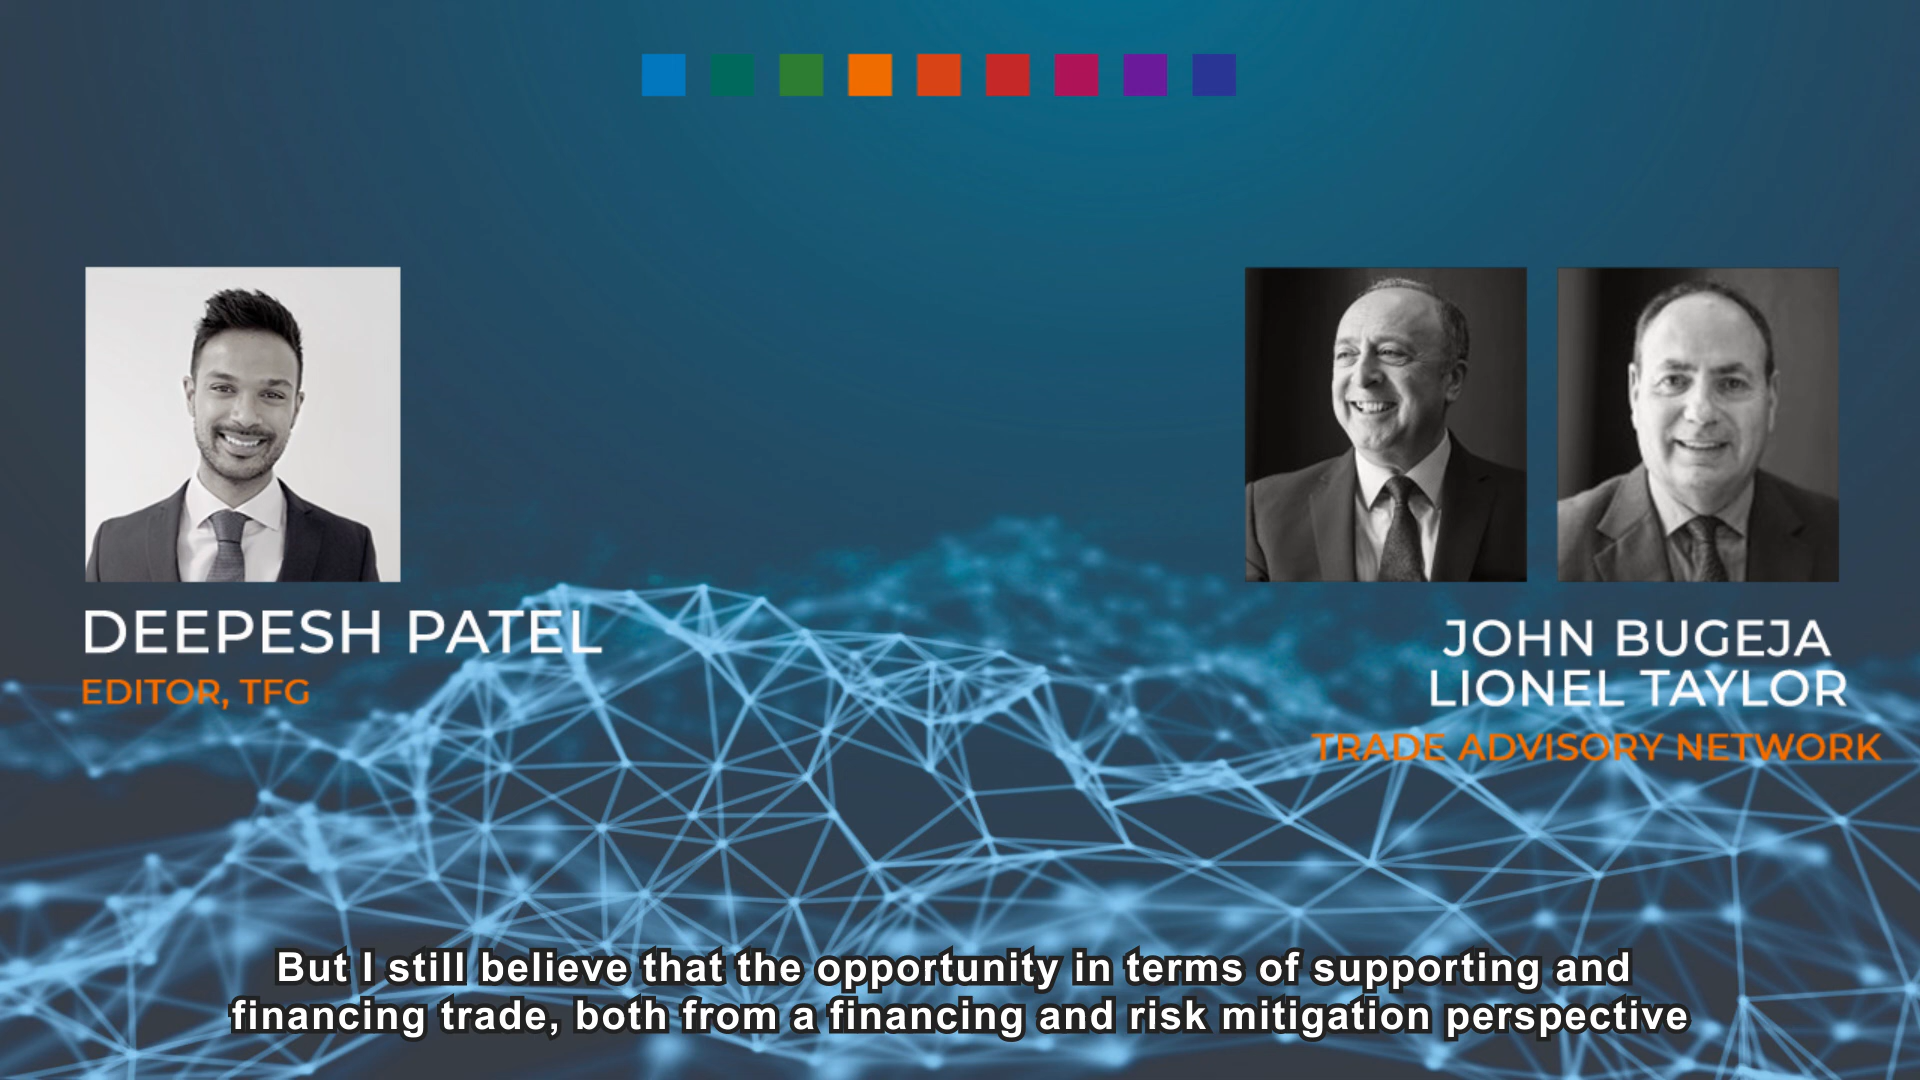 DEEPESH PATEL
EDITOR, TFG
JOHN BUGEJA
LIONEL TAYLOR
TRADE ADVISORY NETWORK
But I still believe that the opportunity in terms of supporting and
financing trade, both from a financing and risk mitigation perspective